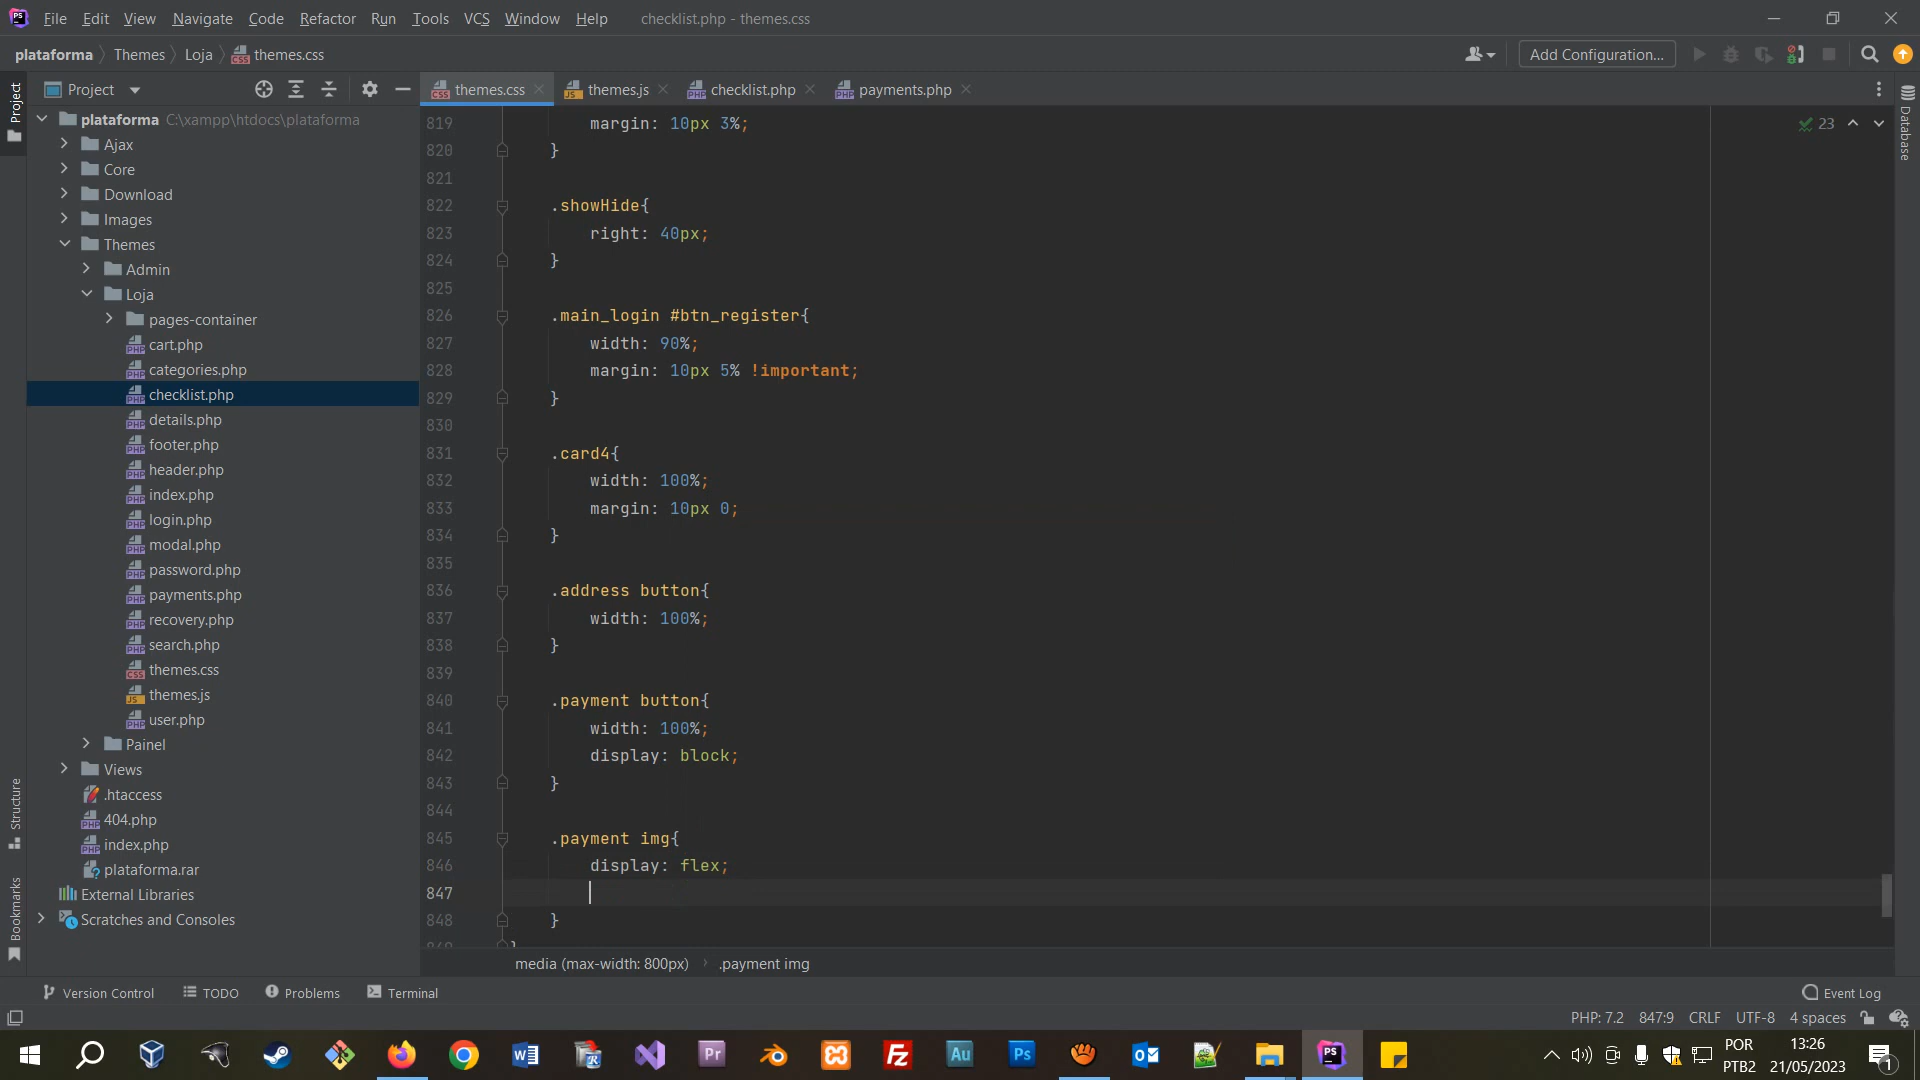 File Edit View Navigate Code Refactor Run Tools VCS Window Help checklist.php - themes.css
plataforma Themes Loja themes.css Add Configuration...
Project themes.css themes.js checklist.php payments.php
Project
plataforma C:\xampp\htdocs\plataforma
Ajax
Core
Download
Images
Themes
Admin
Loja
pages-container
cart.php
categories.php
checklist.php
details.php
footer.php
header.php
index.php
login.php
modal.php
password.php
payments.php
recovery.php
search.php
themes.css
themes.js
user.php
Painel
Views
.htaccess
404.php
index.php
plataforma.rar
External Libraries
Scratches and Consoles
Structure
Bookmarks
819 margin: 10px 3%;
820 }
821
822 .showHide{
823 right: 40px;
824 }
825
826 .main_login #btn_register{
827 width: 90%;
828 margin: 10px 5% !important;
829 }
830
831 .card4{
832 width: 100%;
833 margin: 10px 0;
834 }
835
836 .address button{
837 width: 100%;
838 }
839
840 .payment button{
841 width: 100%;
842 display: block;
843 }
844
845 .payment img{
846 display: flex;
847
848 }
23
Database
media (max-width: 800px) .payment img
Version Control TODO Problems Terminal Event Log
PHP: 7.2 847:9 CRLF UTF-8 4 spaces
POR
PTB2
13:26
21/05/2023
1